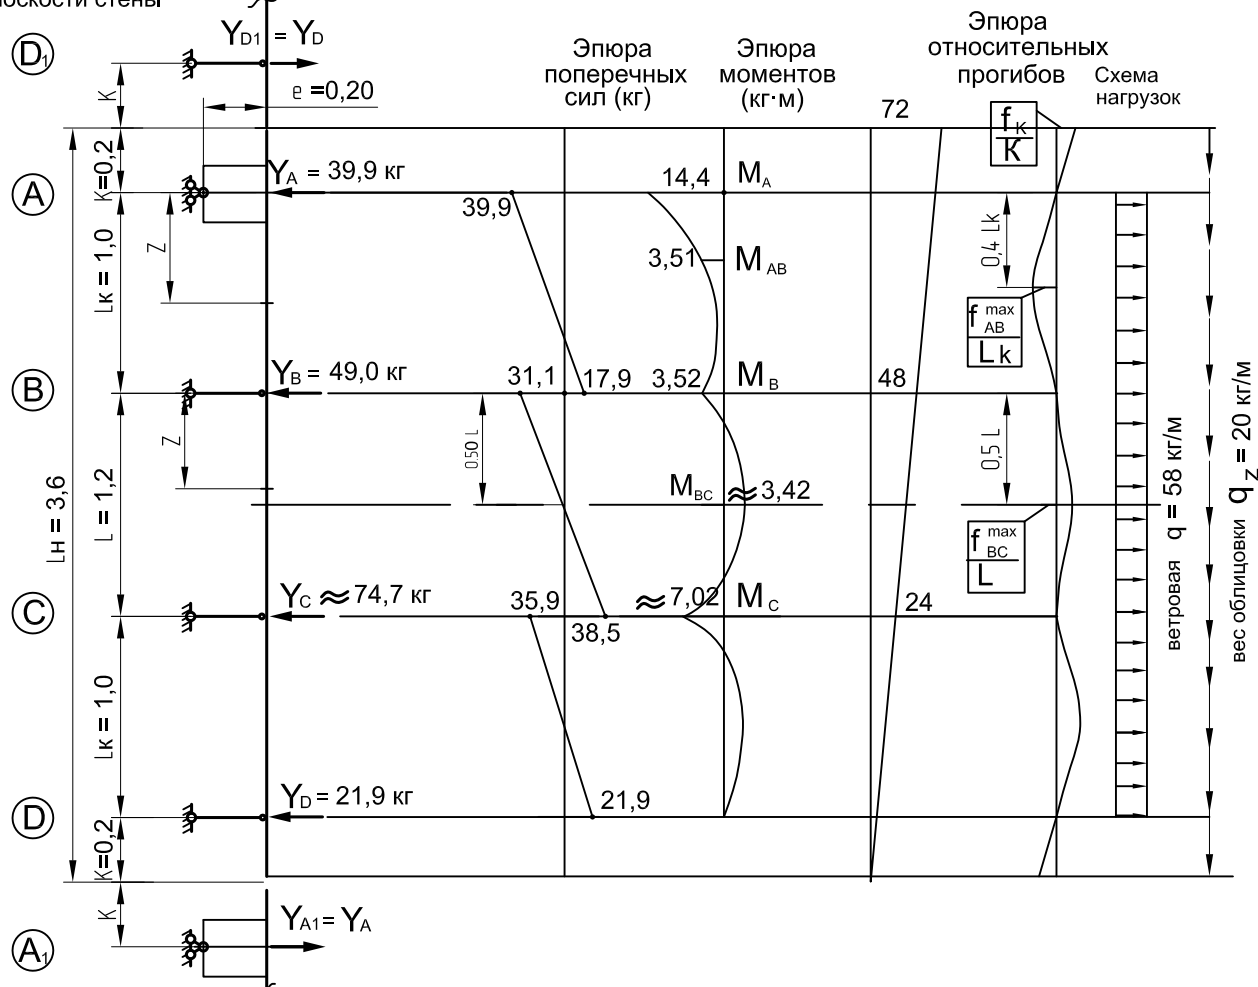 плоскости стены
D₁
Y_D1 = Y_D
e =0,20
K
Эпюра
поперечных
сил (кг)
Эпюра
моментов
(кг·м)
Эпюра
относительных
прогибов
Схема
нагрузок
72
f_K
K
K=0,2
A
Y_A = 39,9 кг
39,9
14,4
M_A
Z
Lк = 1,0
3,51
M_AB
0,4 Lk
f_AB^max
Lk
B
Y_B = 49,0 кг
31,1
17,9
3,52
M_B
48
Z
0.50 L
0,5 L
Lн = 3,6
L = 1,2
M_BC ≈ 3,42
f_BC^max
L
ветровая q = 58 кг/м
вес облицовки q_z = 20 кг/м
C
Y_C ≈ 74,7 кг
35,9
38,5
≈ 7,02
M_C
24
Lк = 1,0
D
Y_D = 21,9 кг
21,9
K=0,2
K
Y_A1 = Y_A
A₁